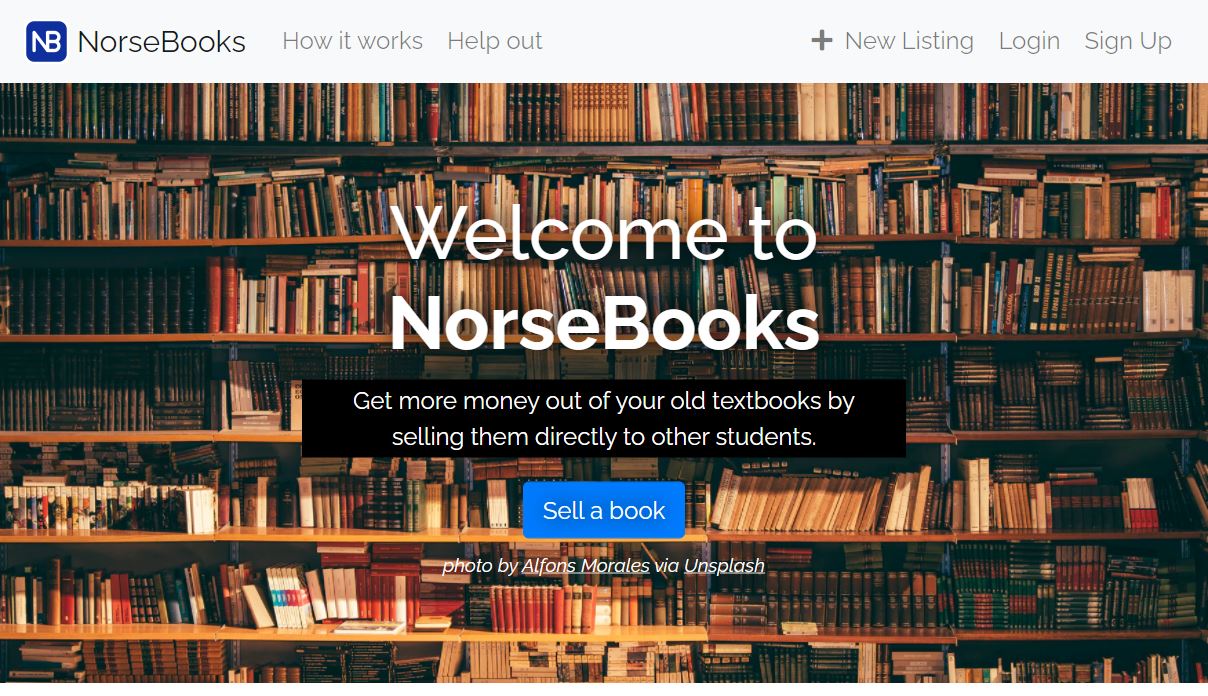 NB NorseBooks How it works Help out + New Listing Login Sign Up
Welcome to
NorseBooks
Get more money out of your old textbooks by
selling them directly to other students.
Sell a book
photo by Alfons Morales via Unsplash